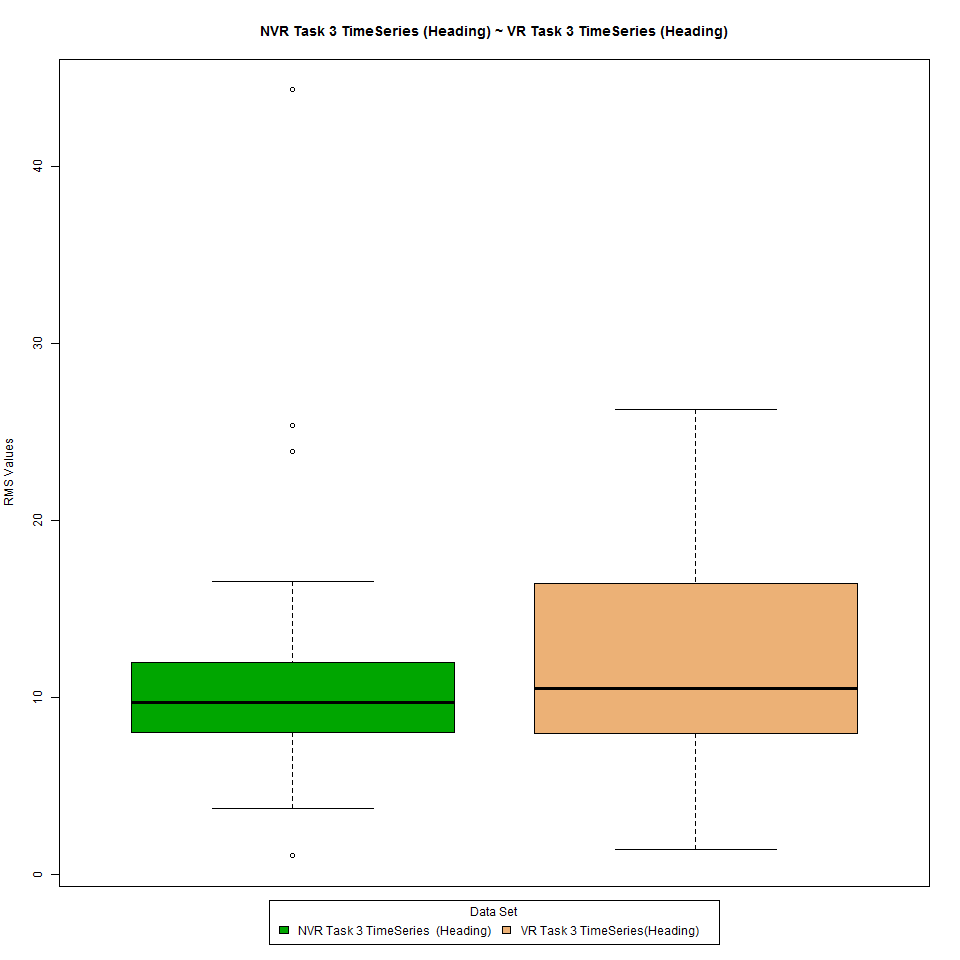 NVR Task 3 TimeSeries (Heading) ~ VR Task 3 TimeSeries (Heading)
40
30
20
10
0
RMS Values
Data Set
NVR Task 3 TimeSeries  (Heading)
VR Task 3 TimeSeries(Heading)